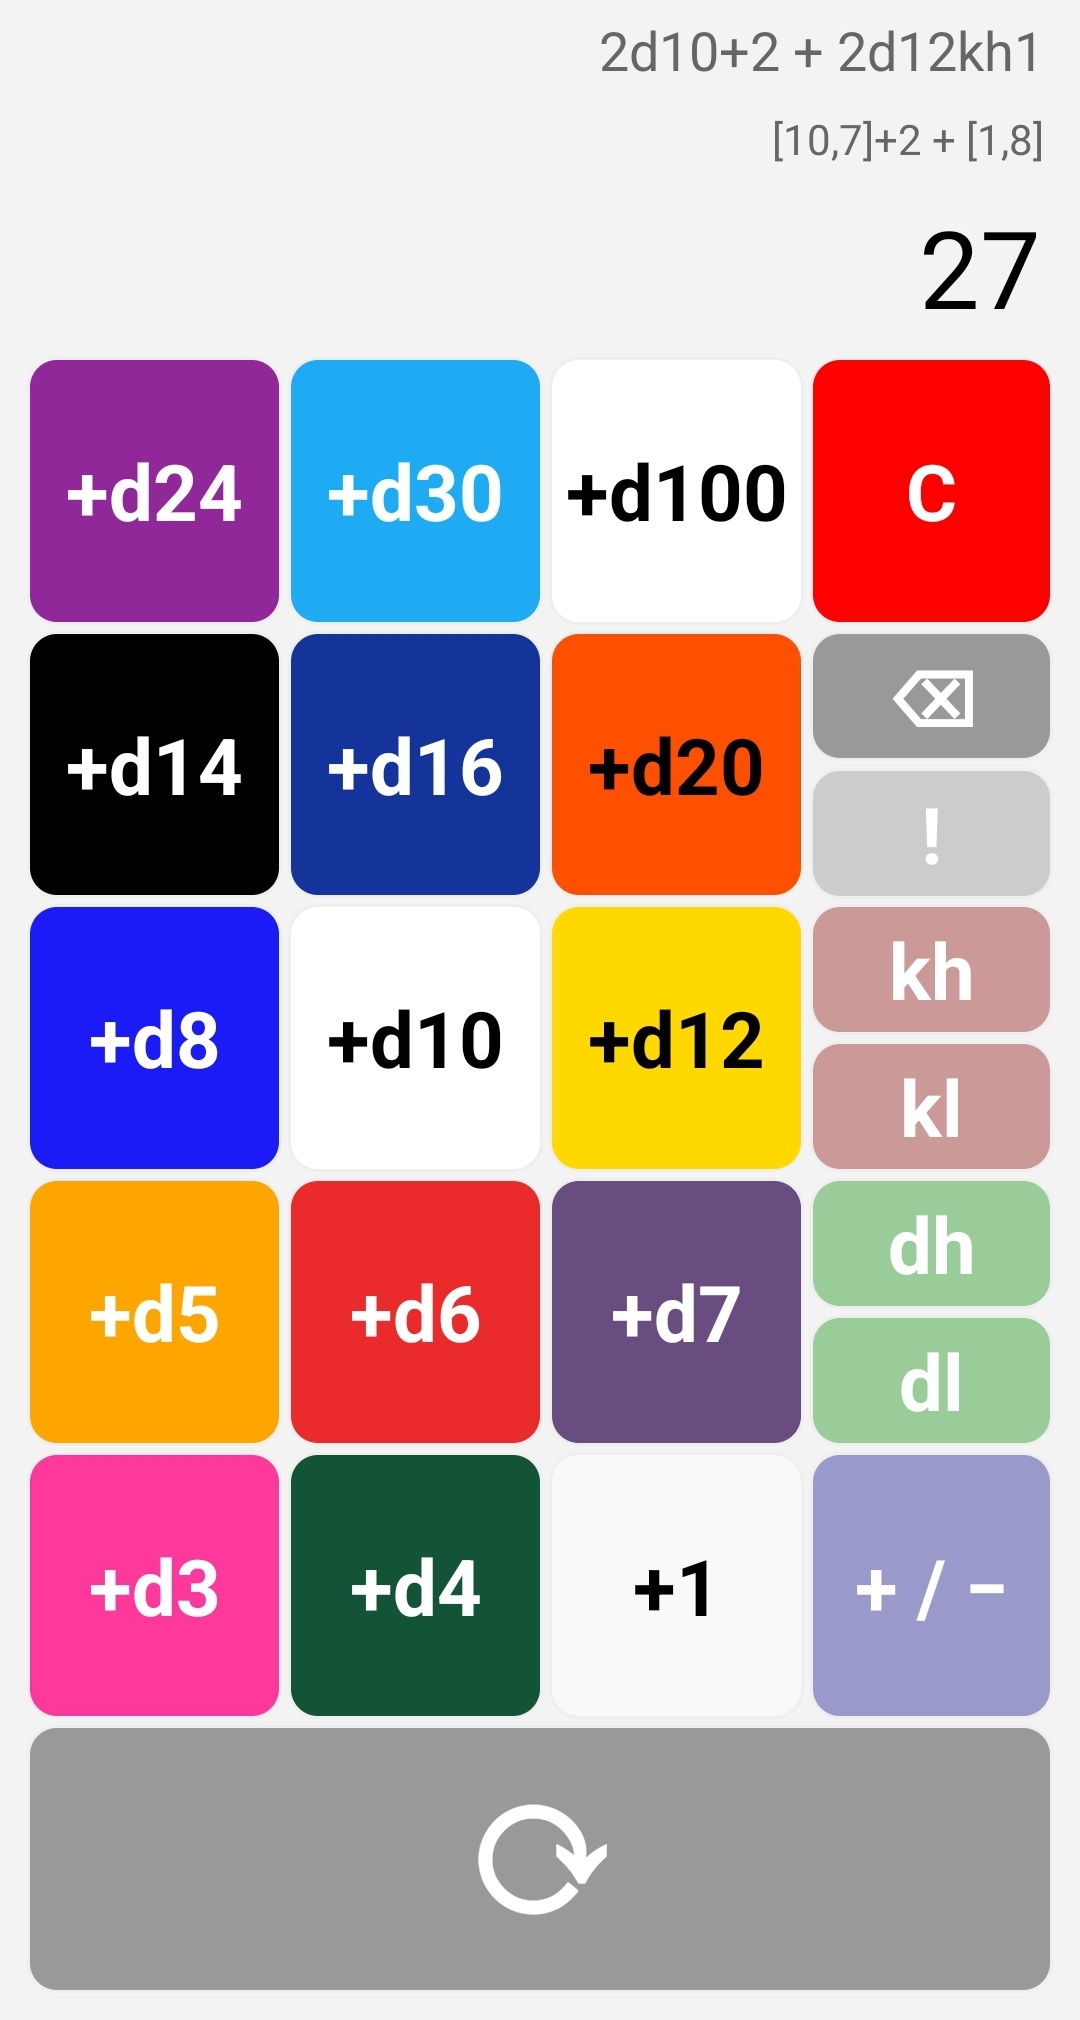 2d10+2 + 2d12kh1
[10,7]+2 + [1,8]
27
+d24 +d30 +d100 C
+d14 +d16 +d20
!
+d8 +d10 +d12 kh
kl
+d5 +d6 +d7 dh
dl
+d3 +d4 +1 + / −